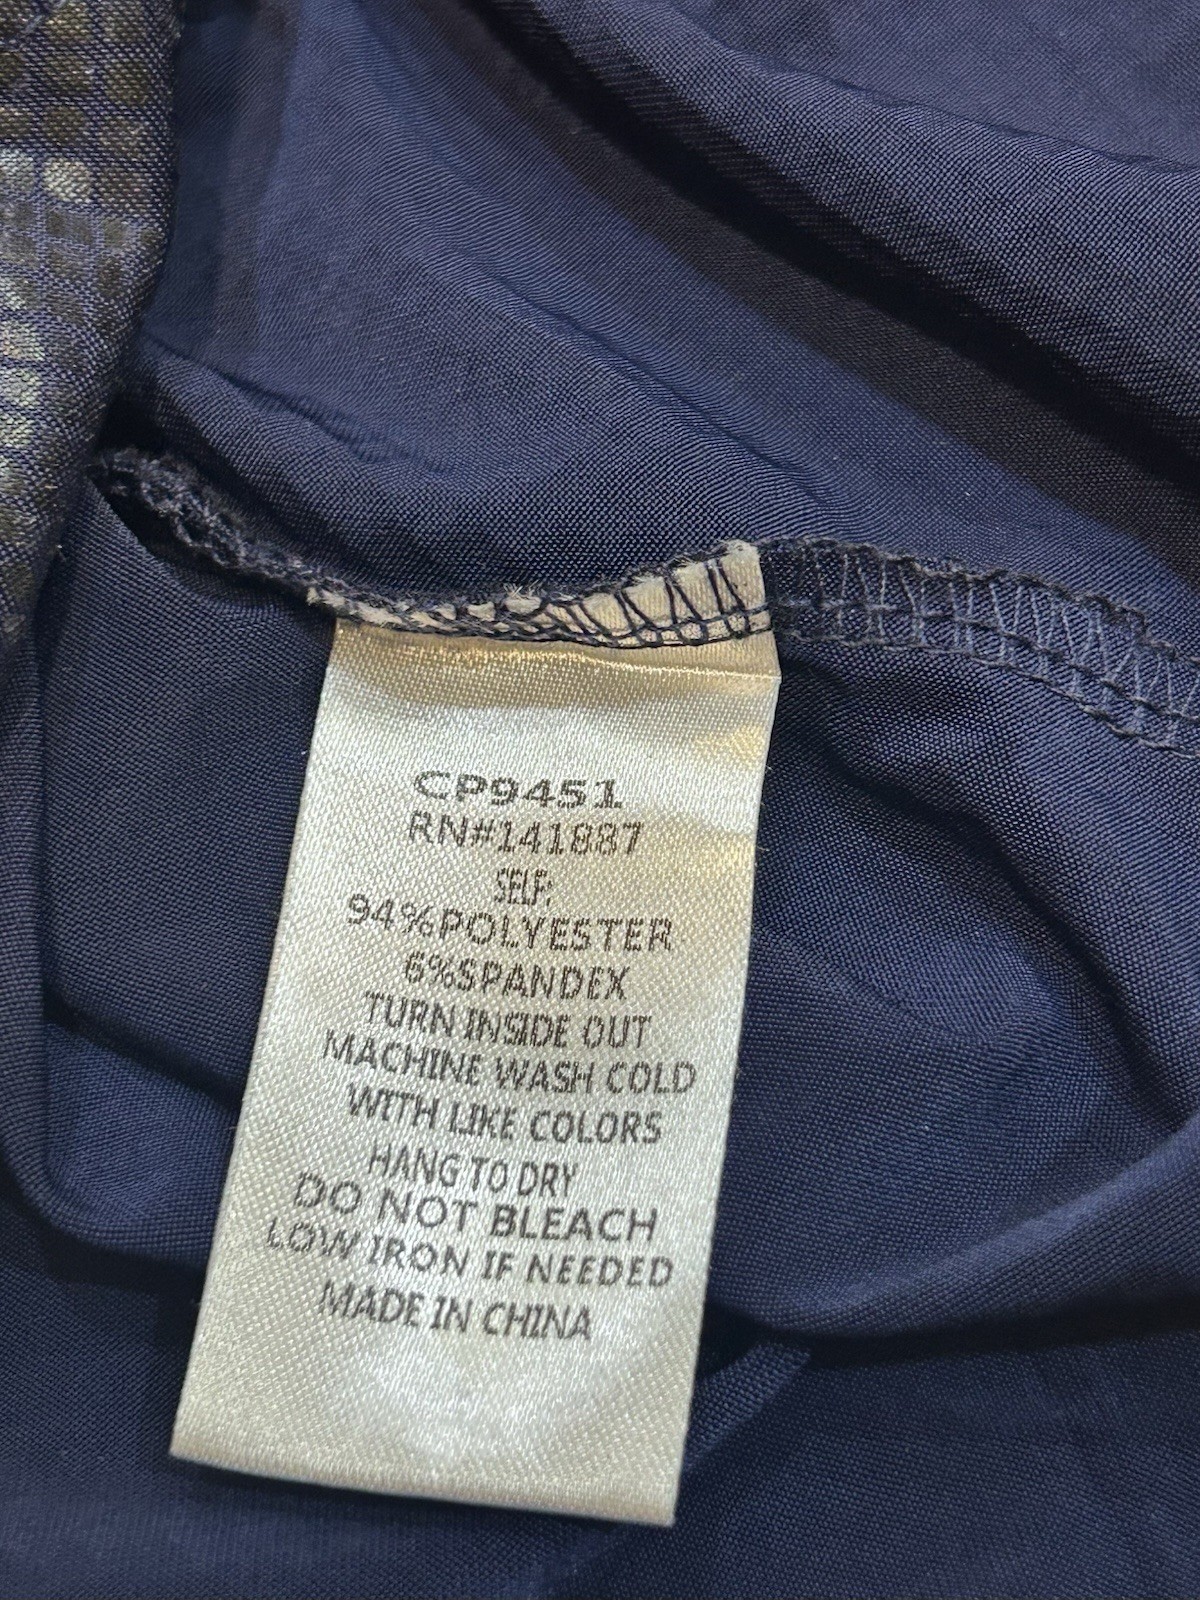 CP9451
RN#141887
SELF:
94%POLYESTER
6%SPANDEX
TURN INSIDE OUT
MACHINE WASH COLD
WITH LIKE COLORS
HANG TO DRY
DO NOT BLEACH
LOW IRON IF NEEDED
MADE IN CHINA